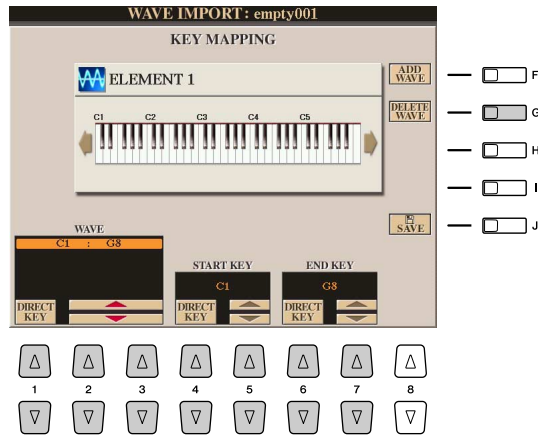 WAVE IMPORT : empty001
KEY MAPPING
ELEMENT 1
C1 C2 C3 C4 C5
ADD
WAVE
F
DELETE
WAVE
G
H
I
SAVE
J
WAVE
C1 : G8
DIRECT
KEY
START KEY
C1
DIRECT
KEY
END KEY
G8
DIRECT
KEY
1 2 3 4 5 6 7 8